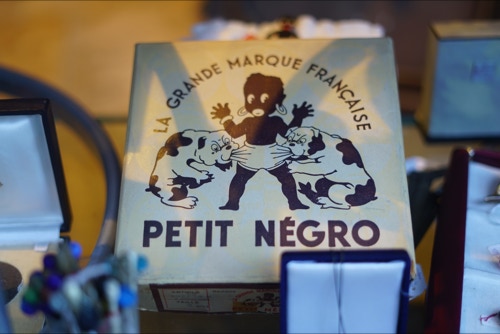 LA GRANDE MARQUE FRANÇAISE
PETIT NÉGRO